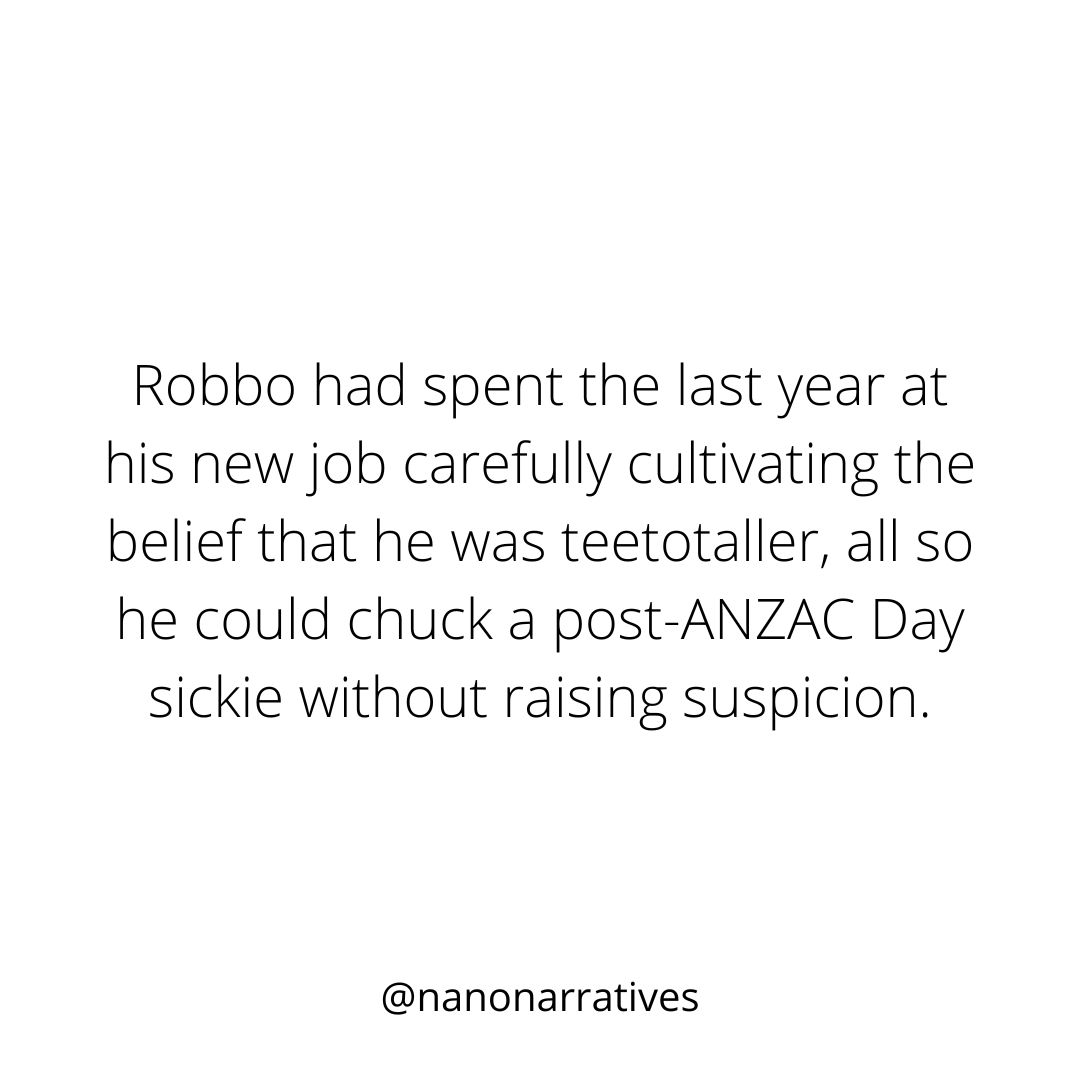 Robbo had spent the last year at
his new job carefully cultivating the
belief that he was teetotaller, all so
he could chuck a post-ANZAC Day
sickie without raising suspicion.
@nanonarratives